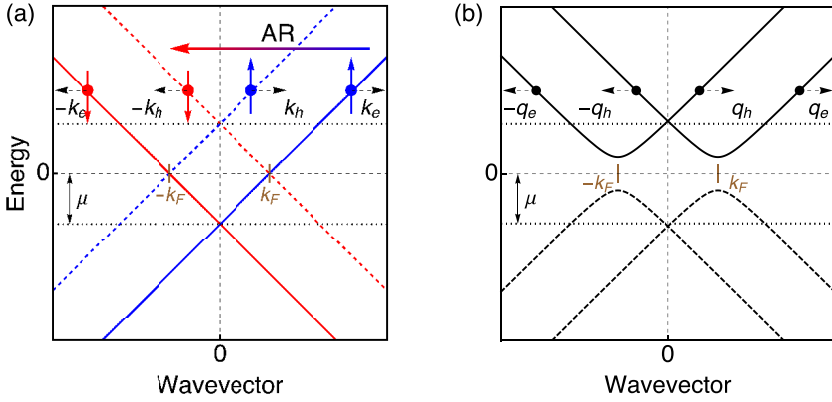 (a)
AR
-k_e
-k_h
k_h
k_e
Energy
0
μ
-k_F
k_F
0
Wavevector
(b)
-q_e
-q_h
q_h
q_e
0
μ
-k_F
k_F
0
Wavevector